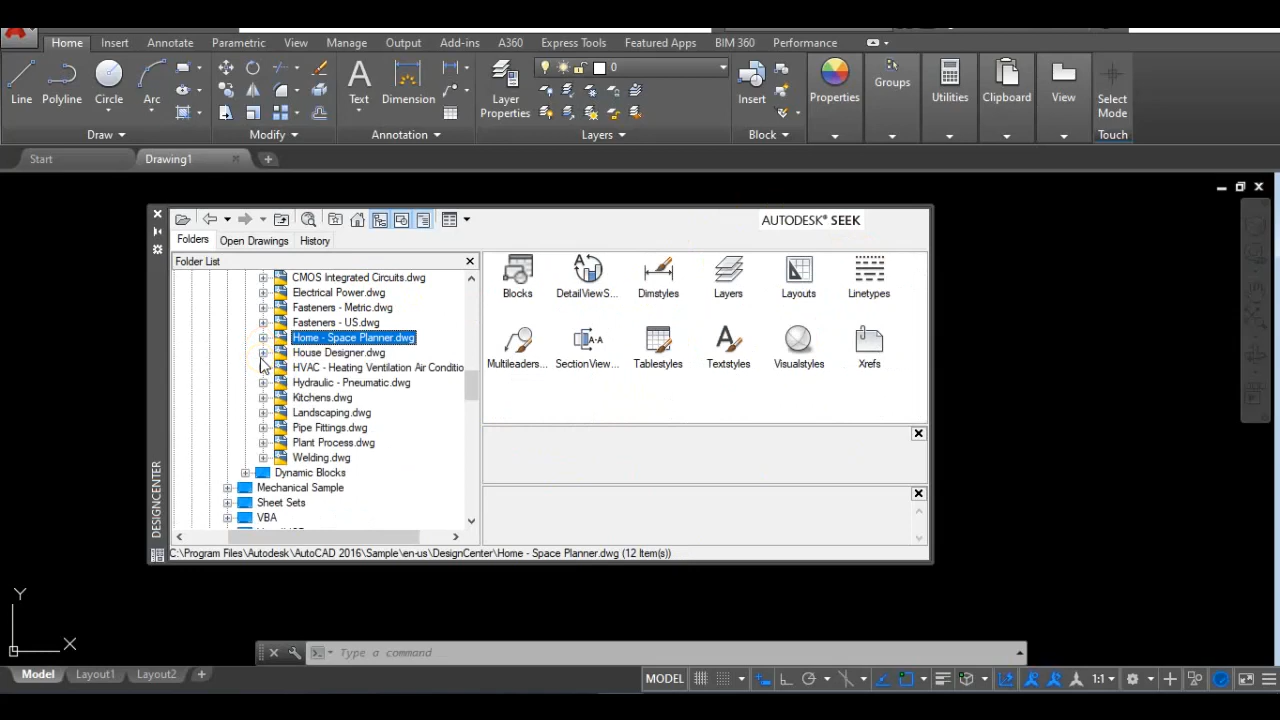 Home Insert Annotate Parametric View Manage Output Add-ins A360 Express Tools Featured Apps BIM 360 Performance
0
Line Polyline Circle Arc Text Dimension Layer Properties Insert Properties Groups Utilities Clipboard View Select Mode
Draw Modify Annotation Layers Block Touch
Start Drawing1
AUTODESK® SEEK
Folders Open Drawings History
Folder List
CMOS Integrated Circuits.dwg
Electrical Power.dwg
Fasteners - Metric.dwg
Fasteners - US.dwg
Home - Space Planner.dwg
House Designer.dwg
HVAC - Heating Ventilation Air Conditio
Hydraulic - Pneumatic.dwg
Kitchens.dwg
Landscaping.dwg
Pipe Fittings.dwg
Plant Process.dwg
Welding.dwg
Dynamic Blocks
Mechanical Sample
Sheet Sets
VBA
Blocks DetailViewS... Dimstyles Layers Layouts Linetypes
Multileaders... SectionView... Tablestyles Textstyles Visualstyles Xrefs
DESIGNCENTER
C:\Program Files\Autodesk\AutoCAD 2016\Sample\en-us\DesignCenter\Home - Space Planner.dwg (12 Item(s))
Y
X
Type a command
Model Layout1 Layout2
MODEL 1:1